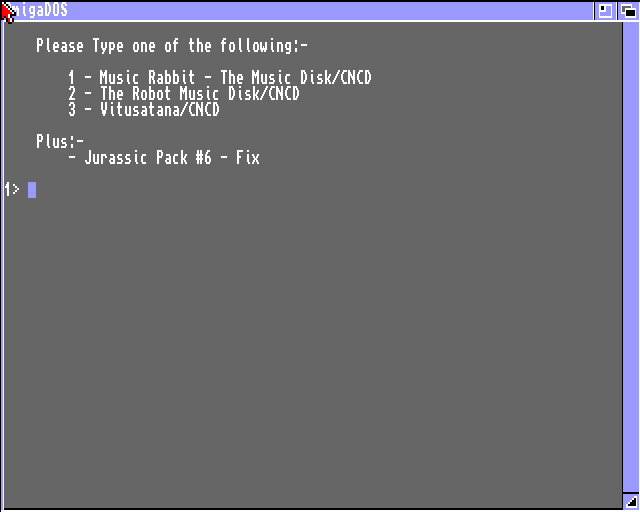 migaDOS
Please Type one of the following:-
1 - Music Rabbit - The Music Disk/CNCD
2 - The Robot Music Disk/CNCD
3 - Vitusatana/CNCD
Plus:-
- Jurassic Pack #6 - Fix
1>